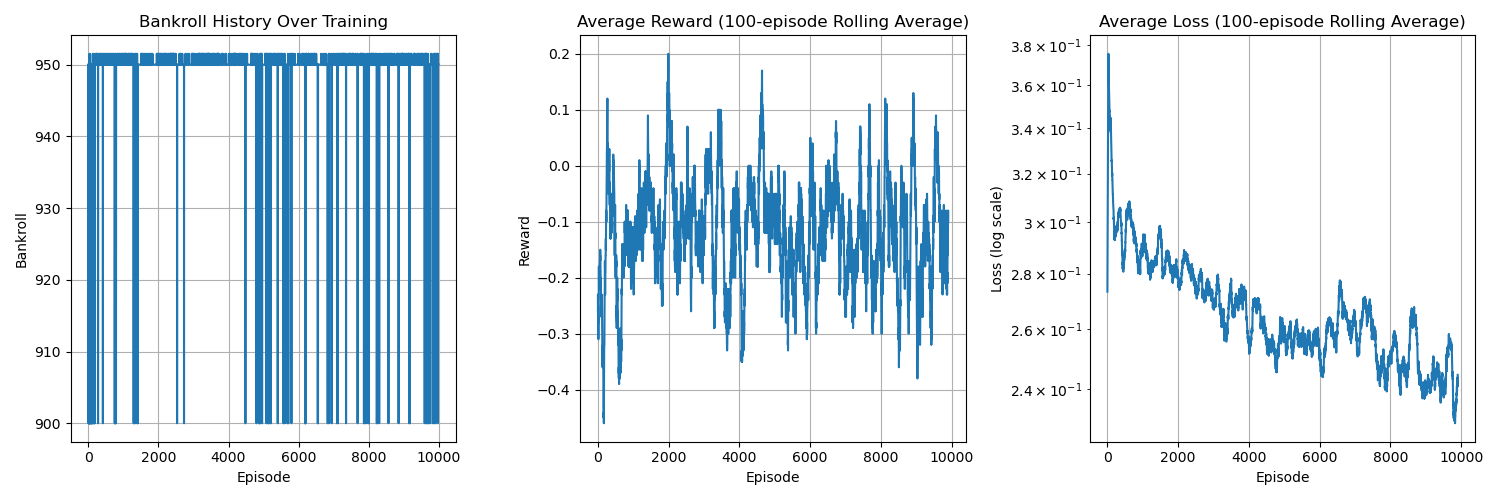 Bankroll History Over Training
Bankroll
950
940
930
920
910
900
0 2000 4000 6000 8000 10000
Episode
Average Reward (100-episode Rolling Average)
Reward
0.2
0.1
0.0
−0.1
−0.2
−0.3
−0.4
0 2000 4000 6000 8000 10000
Episode
Average Loss (100-episode Rolling Average)
Loss (log scale)
3.8 × 10⁻¹
3.6 × 10⁻¹
3.4 × 10⁻¹
3.2 × 10⁻¹
3 × 10⁻¹
2.8 × 10⁻¹
2.6 × 10⁻¹
2.4 × 10⁻¹
0 2000 4000 6000 8000 10000
Episode